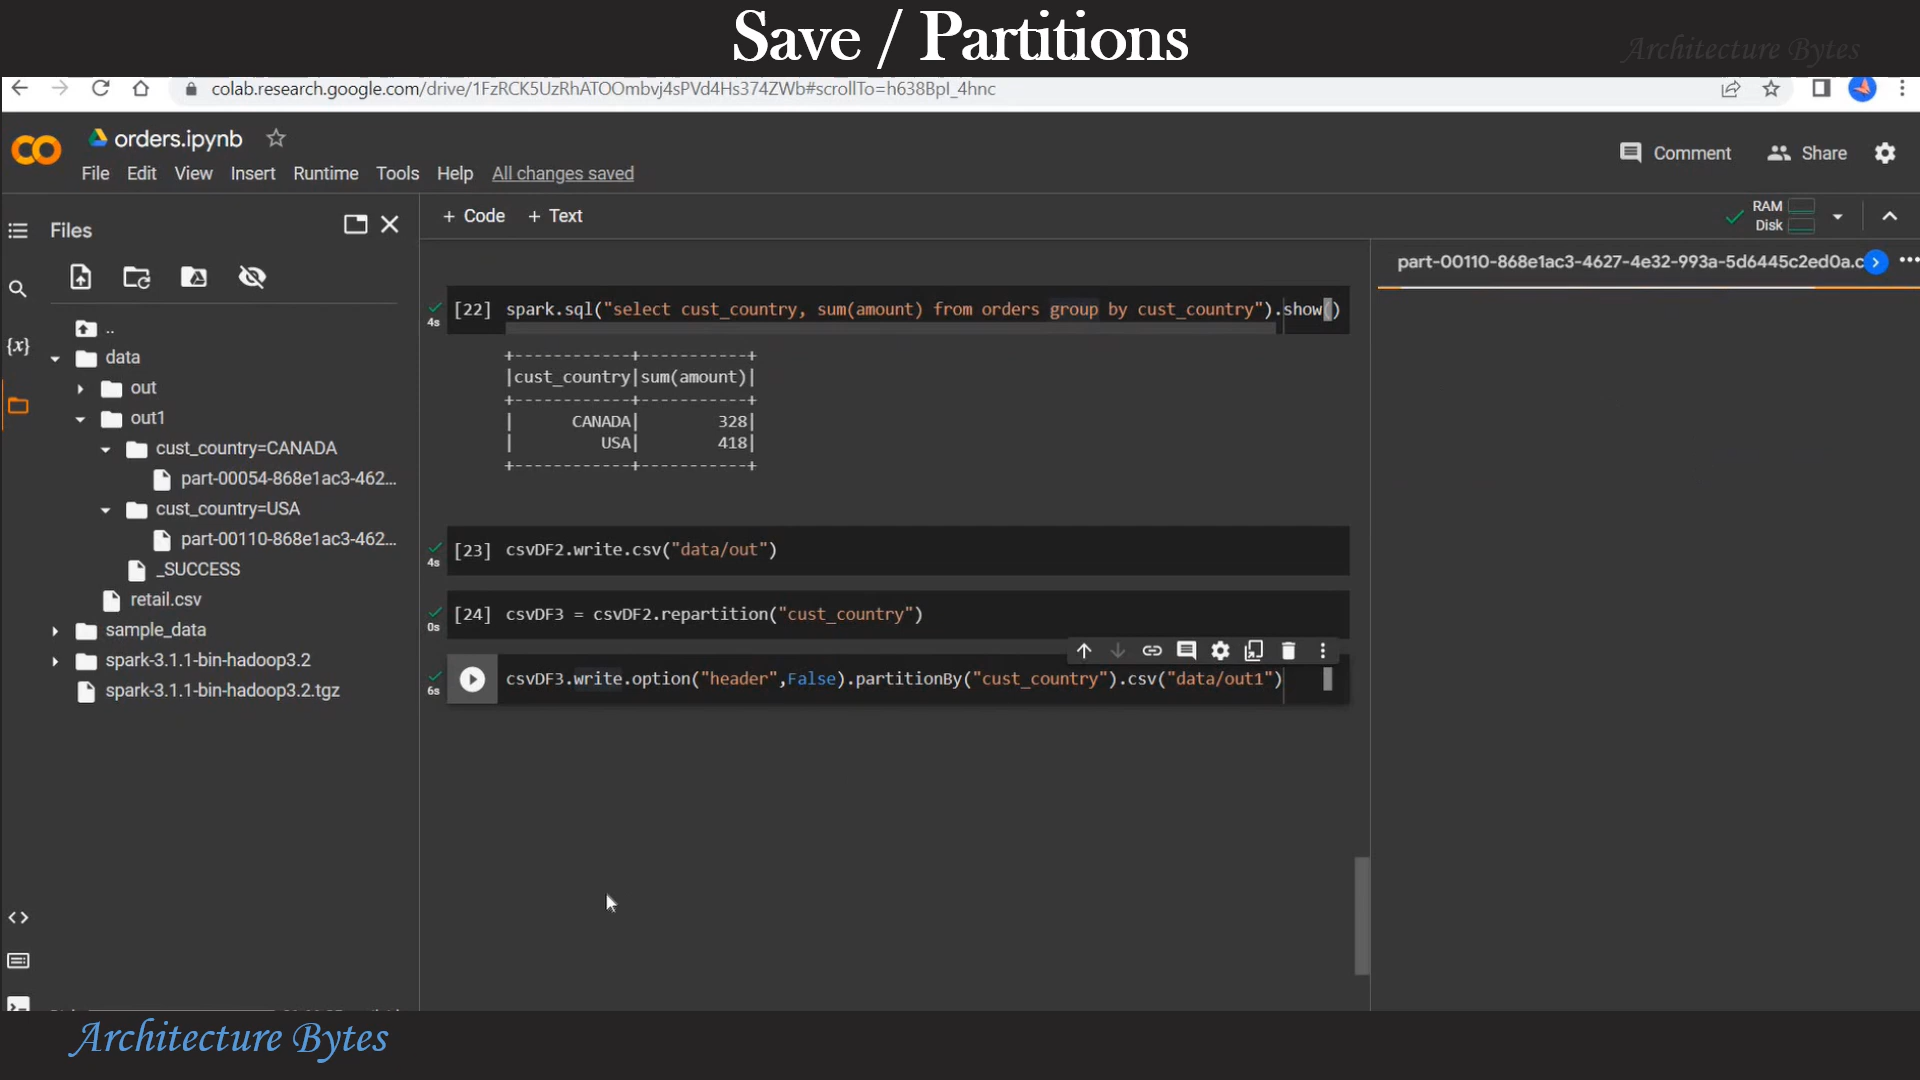 Save / Partitions
Architecture Bytes
colab.research.google.com/drive/1FzRCK5UzRhATOOmbvj4sPVd4Hs374ZWb#scrollTo=h638BpI_4hnc
orders.ipynb
File Edit View Insert Runtime Tools Help All changes saved
Comment Share
Files
+ Code + Text
RAM
Disk
..
data
out
out1
cust_country=CANADA
part-00054-868e1ac3-462...
cust_country=USA
part-00110-868e1ac3-462...
_SUCCESS
retail.csv
sample_data
spark-3.1.1-bin-hadoop3.2
spark-3.1.1-bin-hadoop3.2.tgz
{x}
4s [22] spark.sql("select cust_country, sum(amount) from orders group by cust_country").show()
+------------+-----------+
|cust_country|sum(amount)|
+------------+-----------+
|      CANADA|        328|
|         USA|        418|
+------------+-----------+
4s [23] csvDF2.write.csv("data/out")
0s [24] csvDF3 = csvDF2.repartition("cust_country")
6s csvDF3.write.option("header",False).partitionBy("cust_country").csv("data/out1")
part-00110-868e1ac3-4627-4e32-993a-5d6445c2ed0a.c
Architecture Bytes